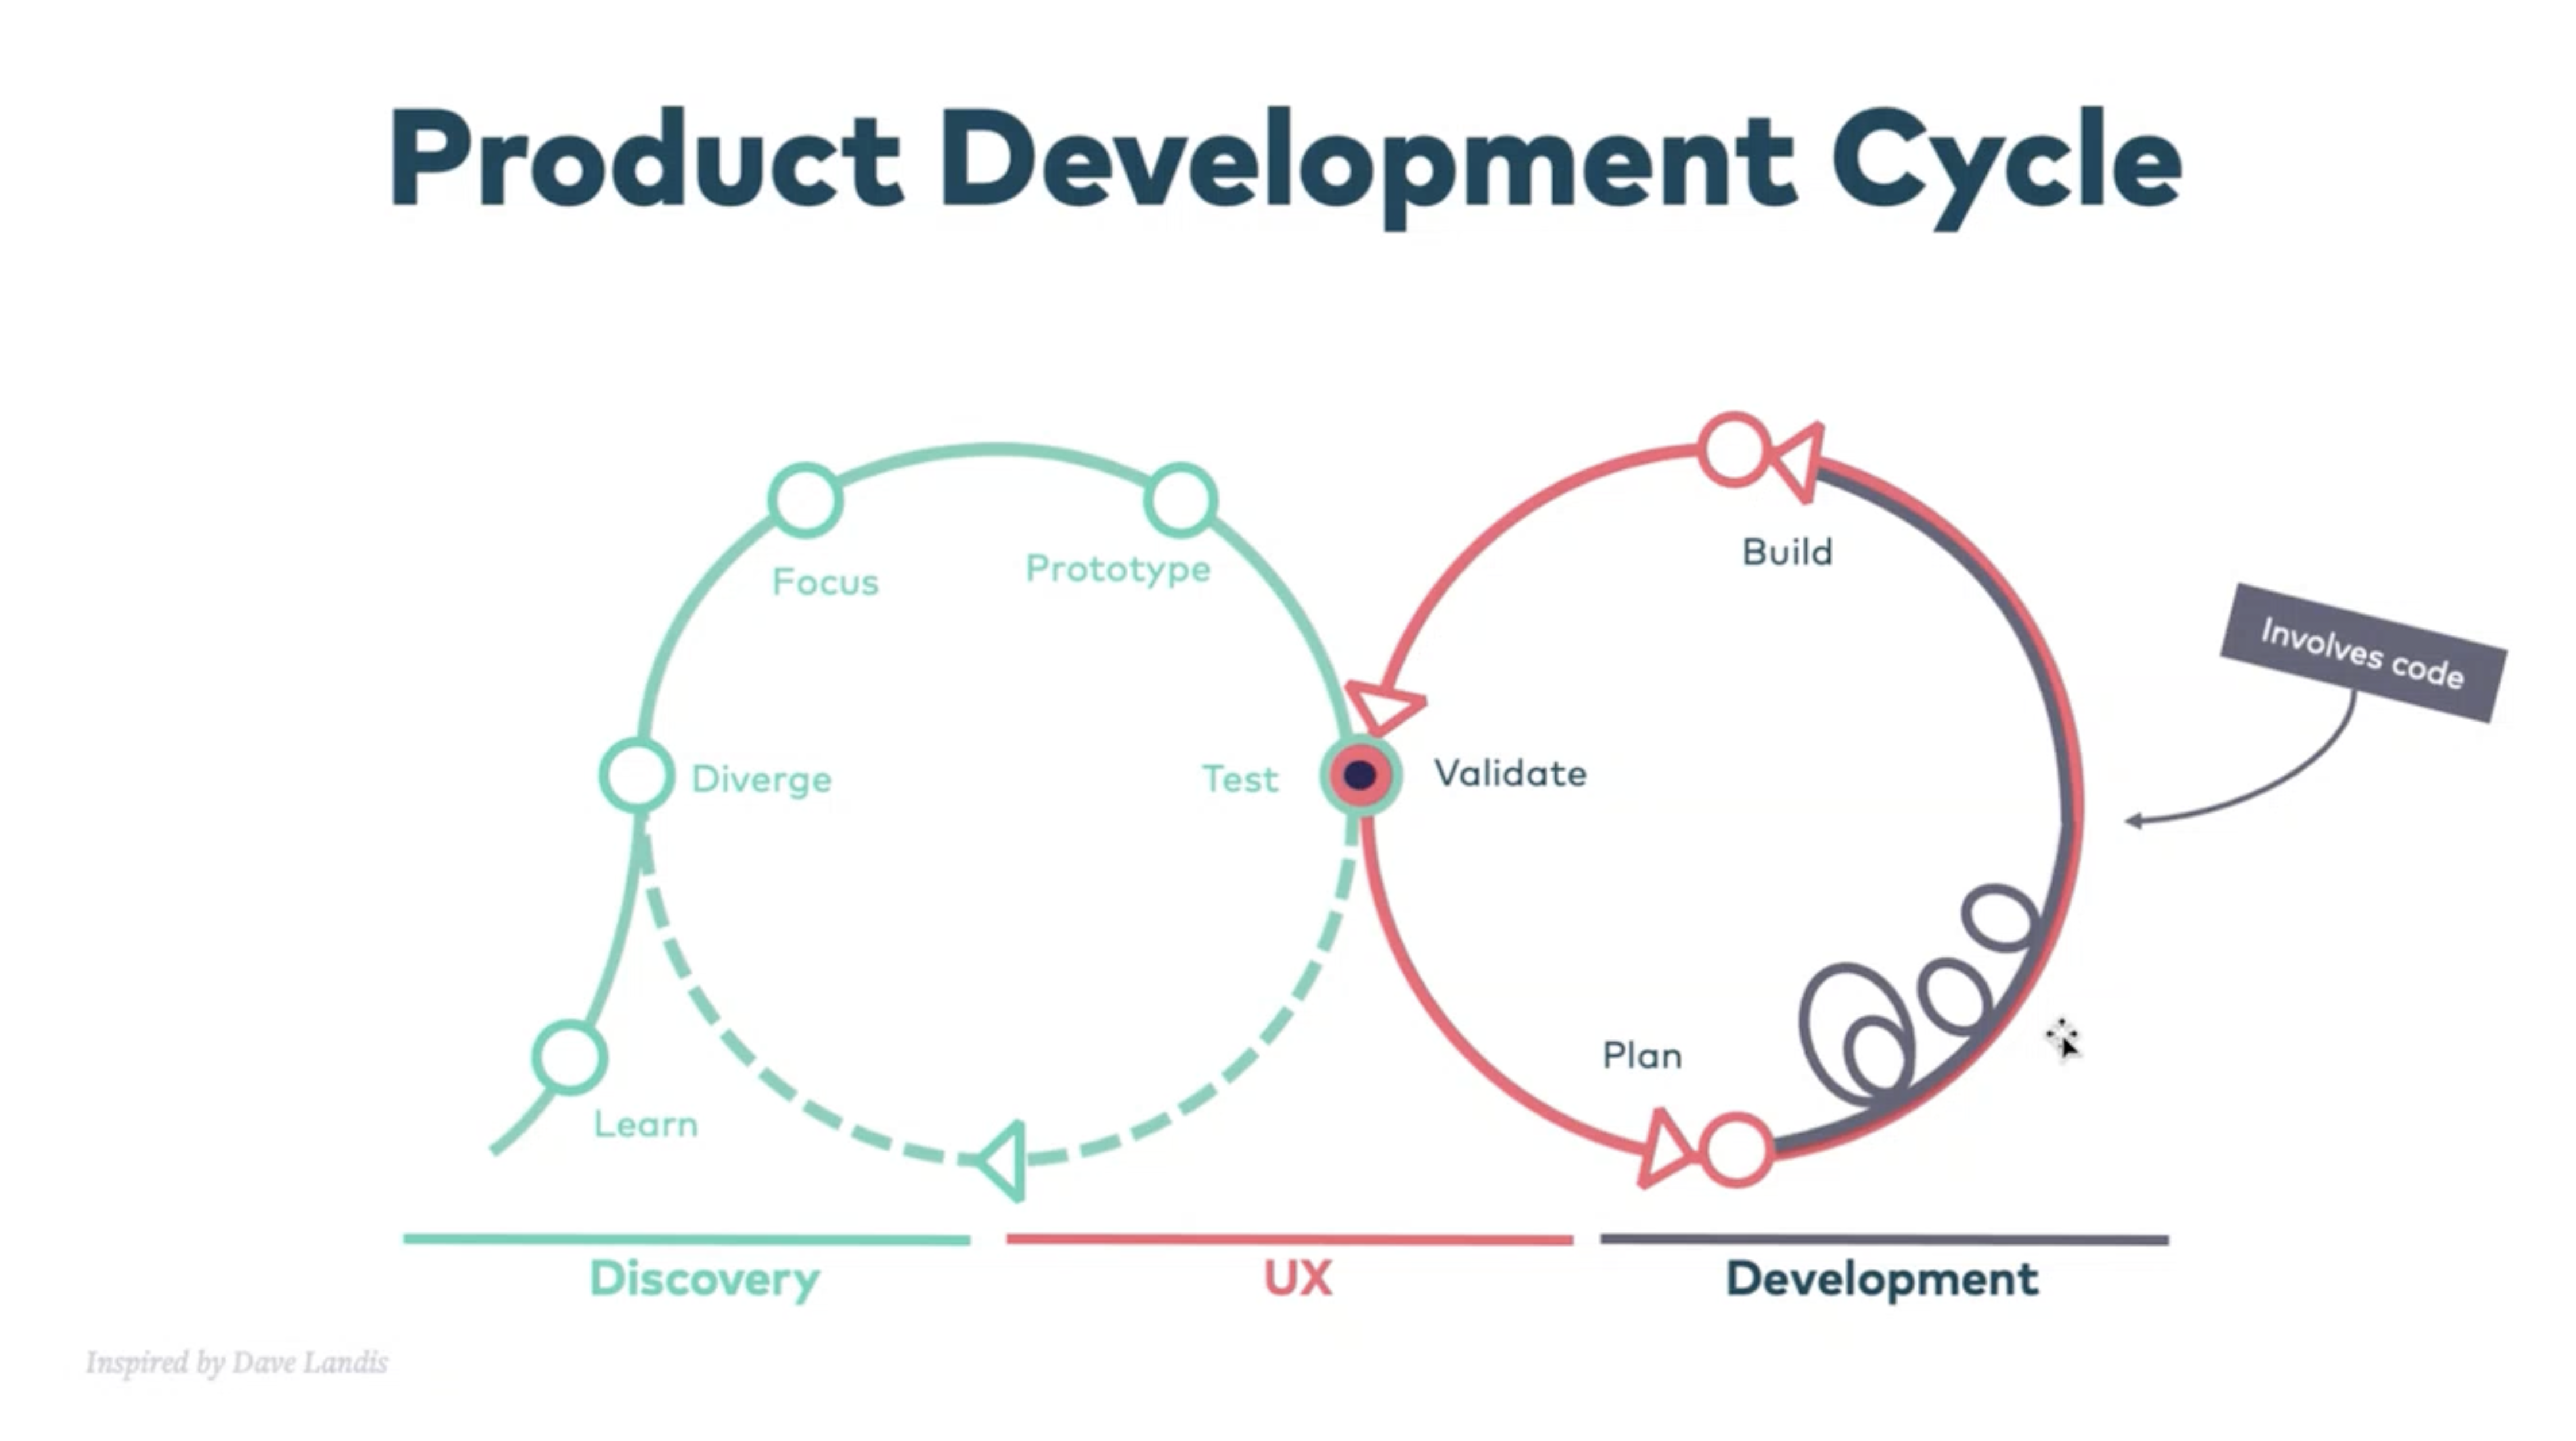 Product Development Cycle
Focus
Prototype
Build
Involves code
Diverge
Test
Validate
Plan
Learn
Discovery
UX
Development
Inspired by Dave Landis